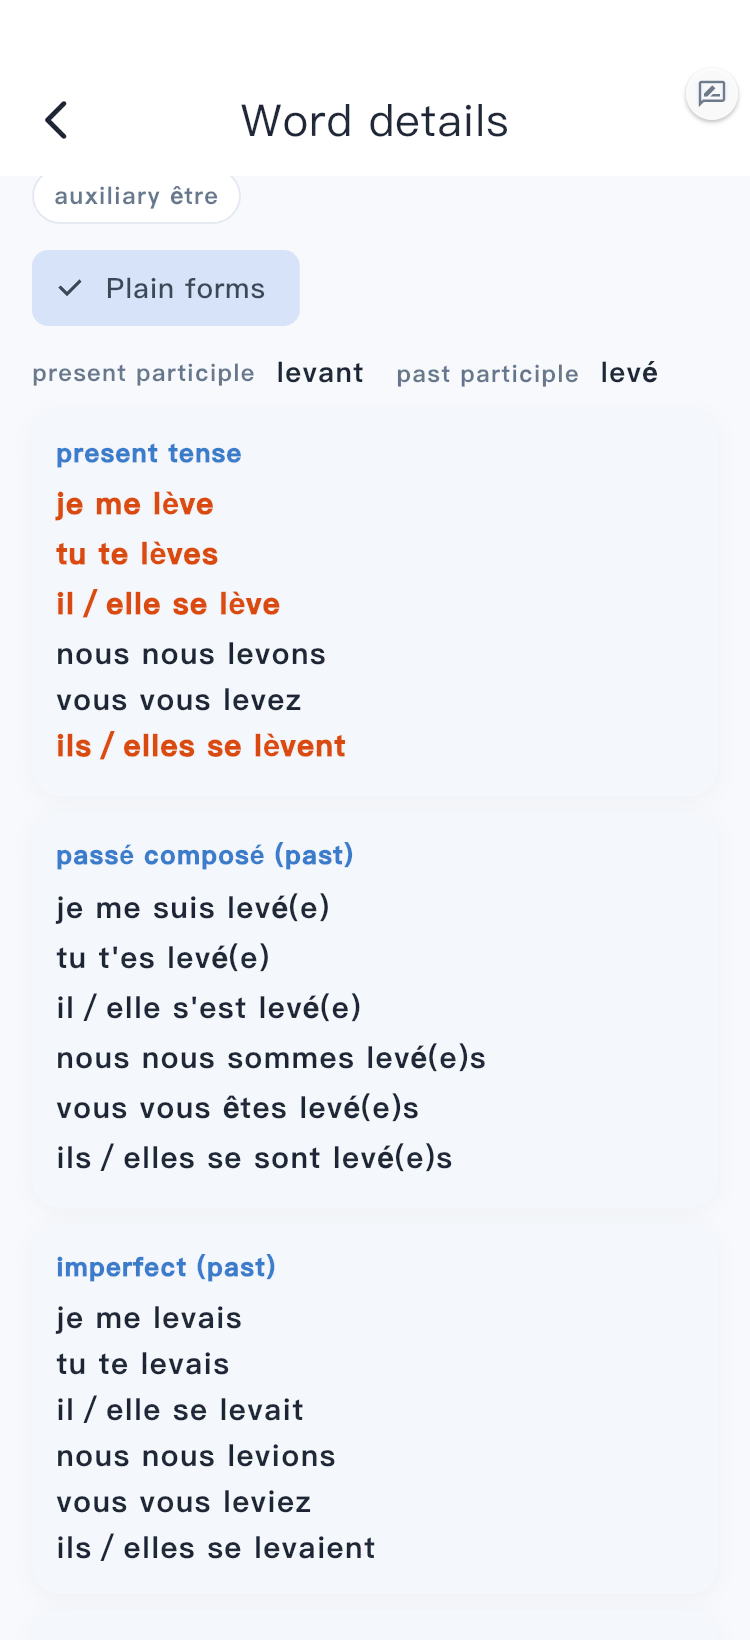 Word details
auxiliary être
Plain forms
present participle levant past participle levé
present tense
je me lève
tu te lèves
il / elle se lève
nous nous levons
vous vous levez
ils / elles se lèvent
passé composé (past)
je me suis levé(e)
tu t'es levé(e)
il / elle s'est levé(e)
nous nous sommes levé(e)s
vous vous êtes levé(e)s
ils / elles se sont levé(e)s
imperfect (past)
je me levais
tu te levais
il / elle se levait
nous nous levions
vous vous leviez
ils / elles se levaient